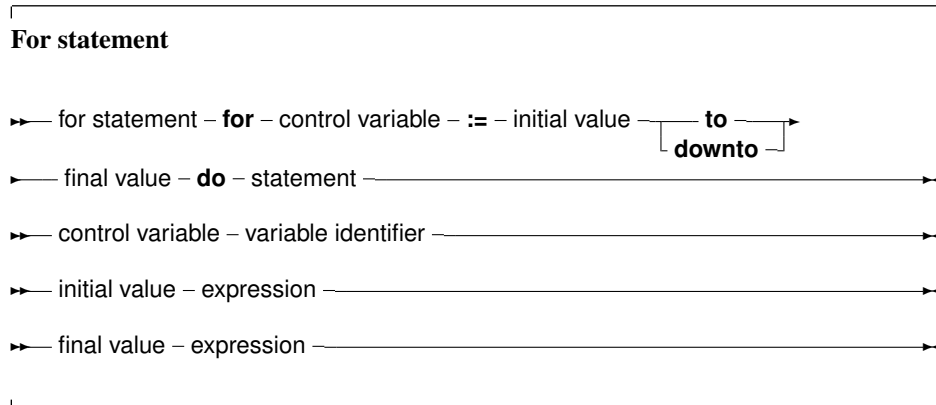 For statement
for statement – for – control variable – := – initial value – to –
downto –
final value – do – statement –
control variable – variable identifier –
initial value – expression –
final value – expression –